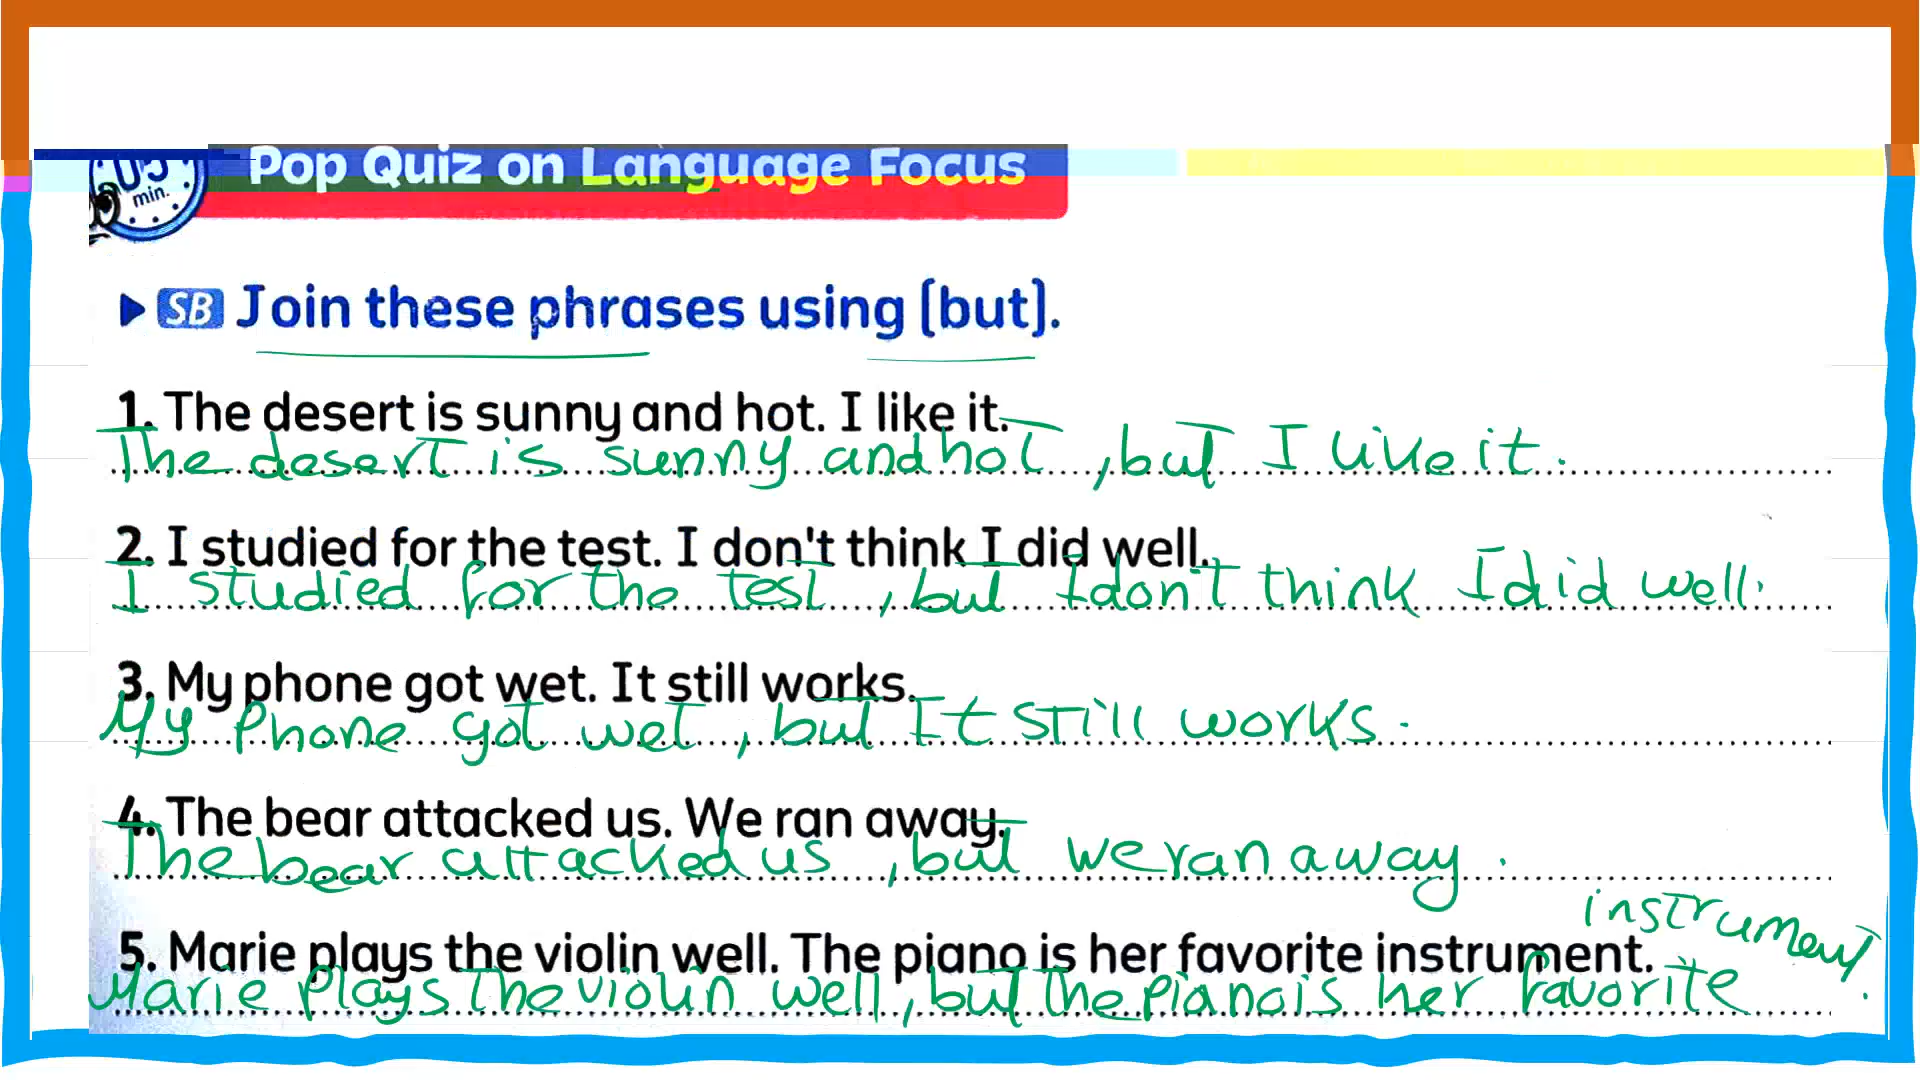 05
min.
Pop Quiz on Language Focus
SB Join these phrases using [but].
1. The desert is sunny and hot. I like it.
The desert is sunny and hot , but I like it .
2. I studied for the test. I don't think I did well.
I studied for the test , but I don't think I did well.
3. My phone got wet. It still works.
My Phone got wet , but It still works .
4. The bear attacked us. We ran away.
The bear attacked us , but we ran away .
5. Marie plays the violin well. The piano is her favorite instrument.
Marie plays The violin well , but The piano is her favorite
instrument .